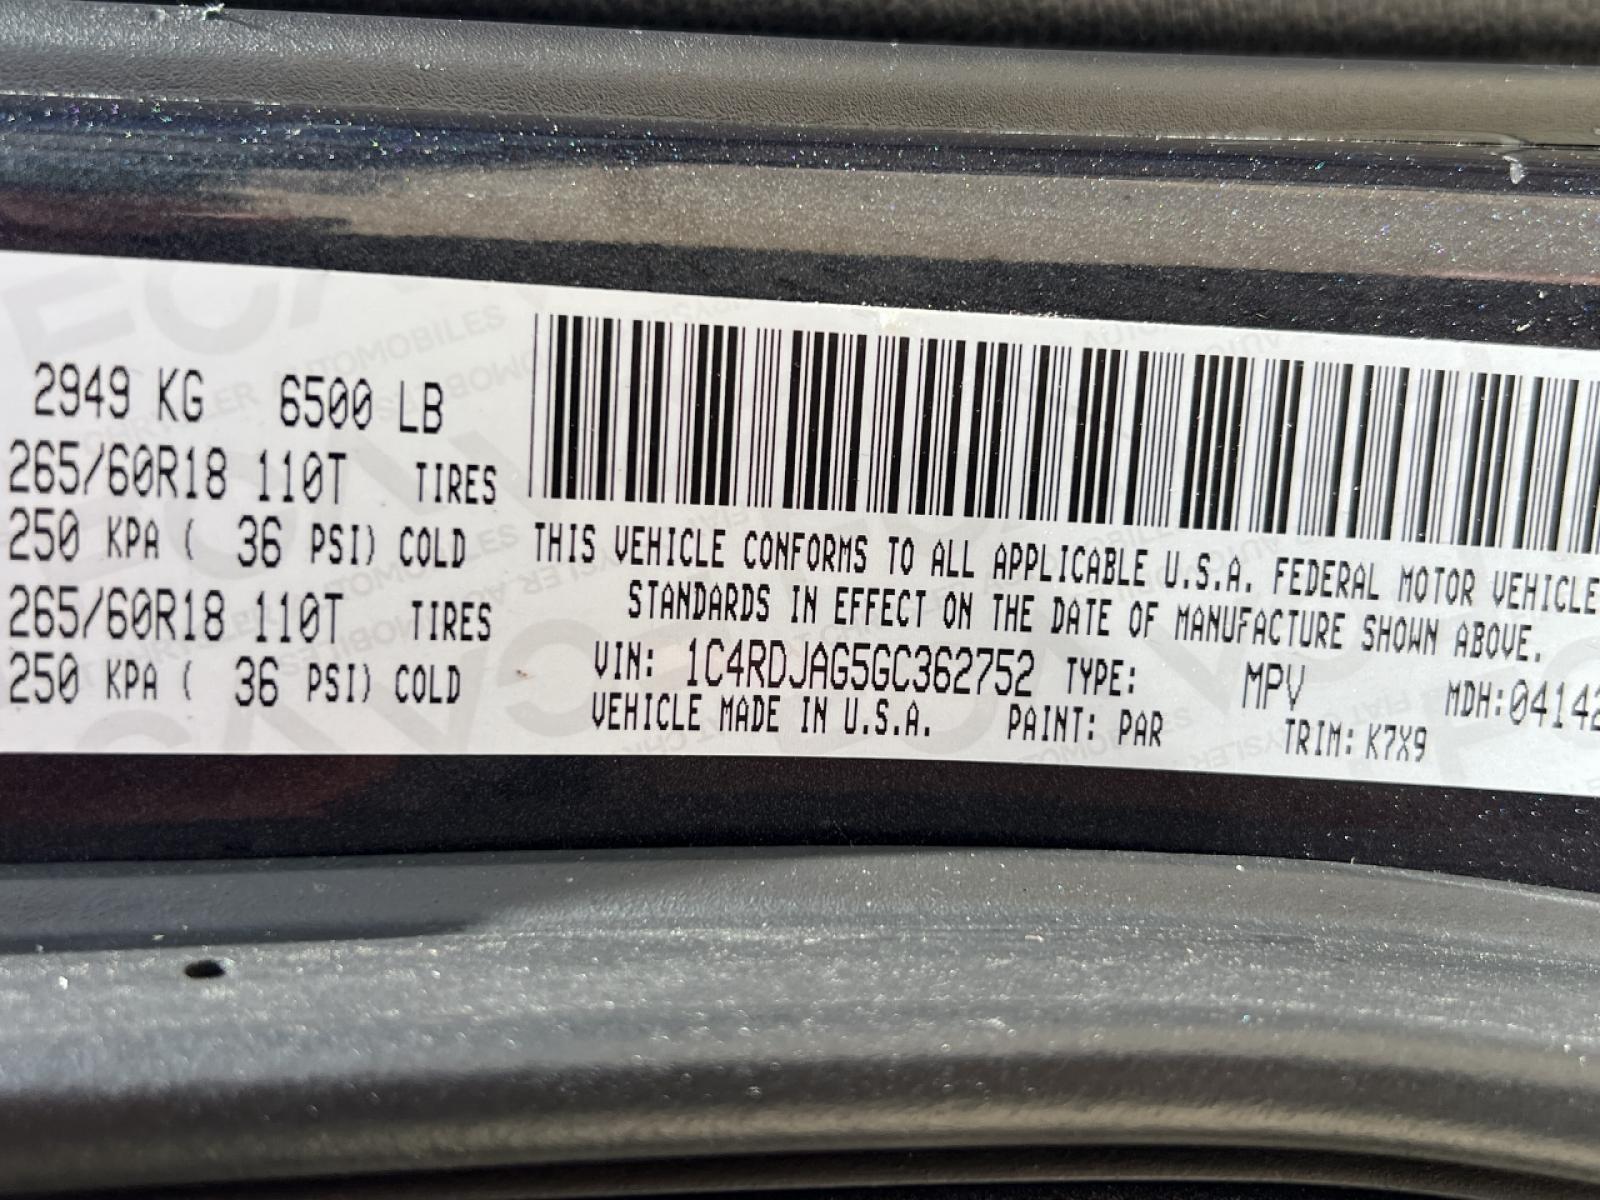 2949 KG 6500 LB
265/60R18 110T TIRES
250 KPA ( 36 PSI) COLD
265/60R18 110T TIRES
250 KPA ( 36 PSI) COLD
THIS VEHICLE CONFORMS TO ALL APPLICABLE U.S.A. FEDERAL MOTOR VEHICLE
STANDARDS IN EFFECT ON THE DATE OF MANUFACTURE SHOWN ABOVE.
VIN: 1C4RDJAG5GC362752 TYPE: MPV MDH:04142
VEHICLE MADE IN U.S.A. PAINT: PAR TRIM: K7X9